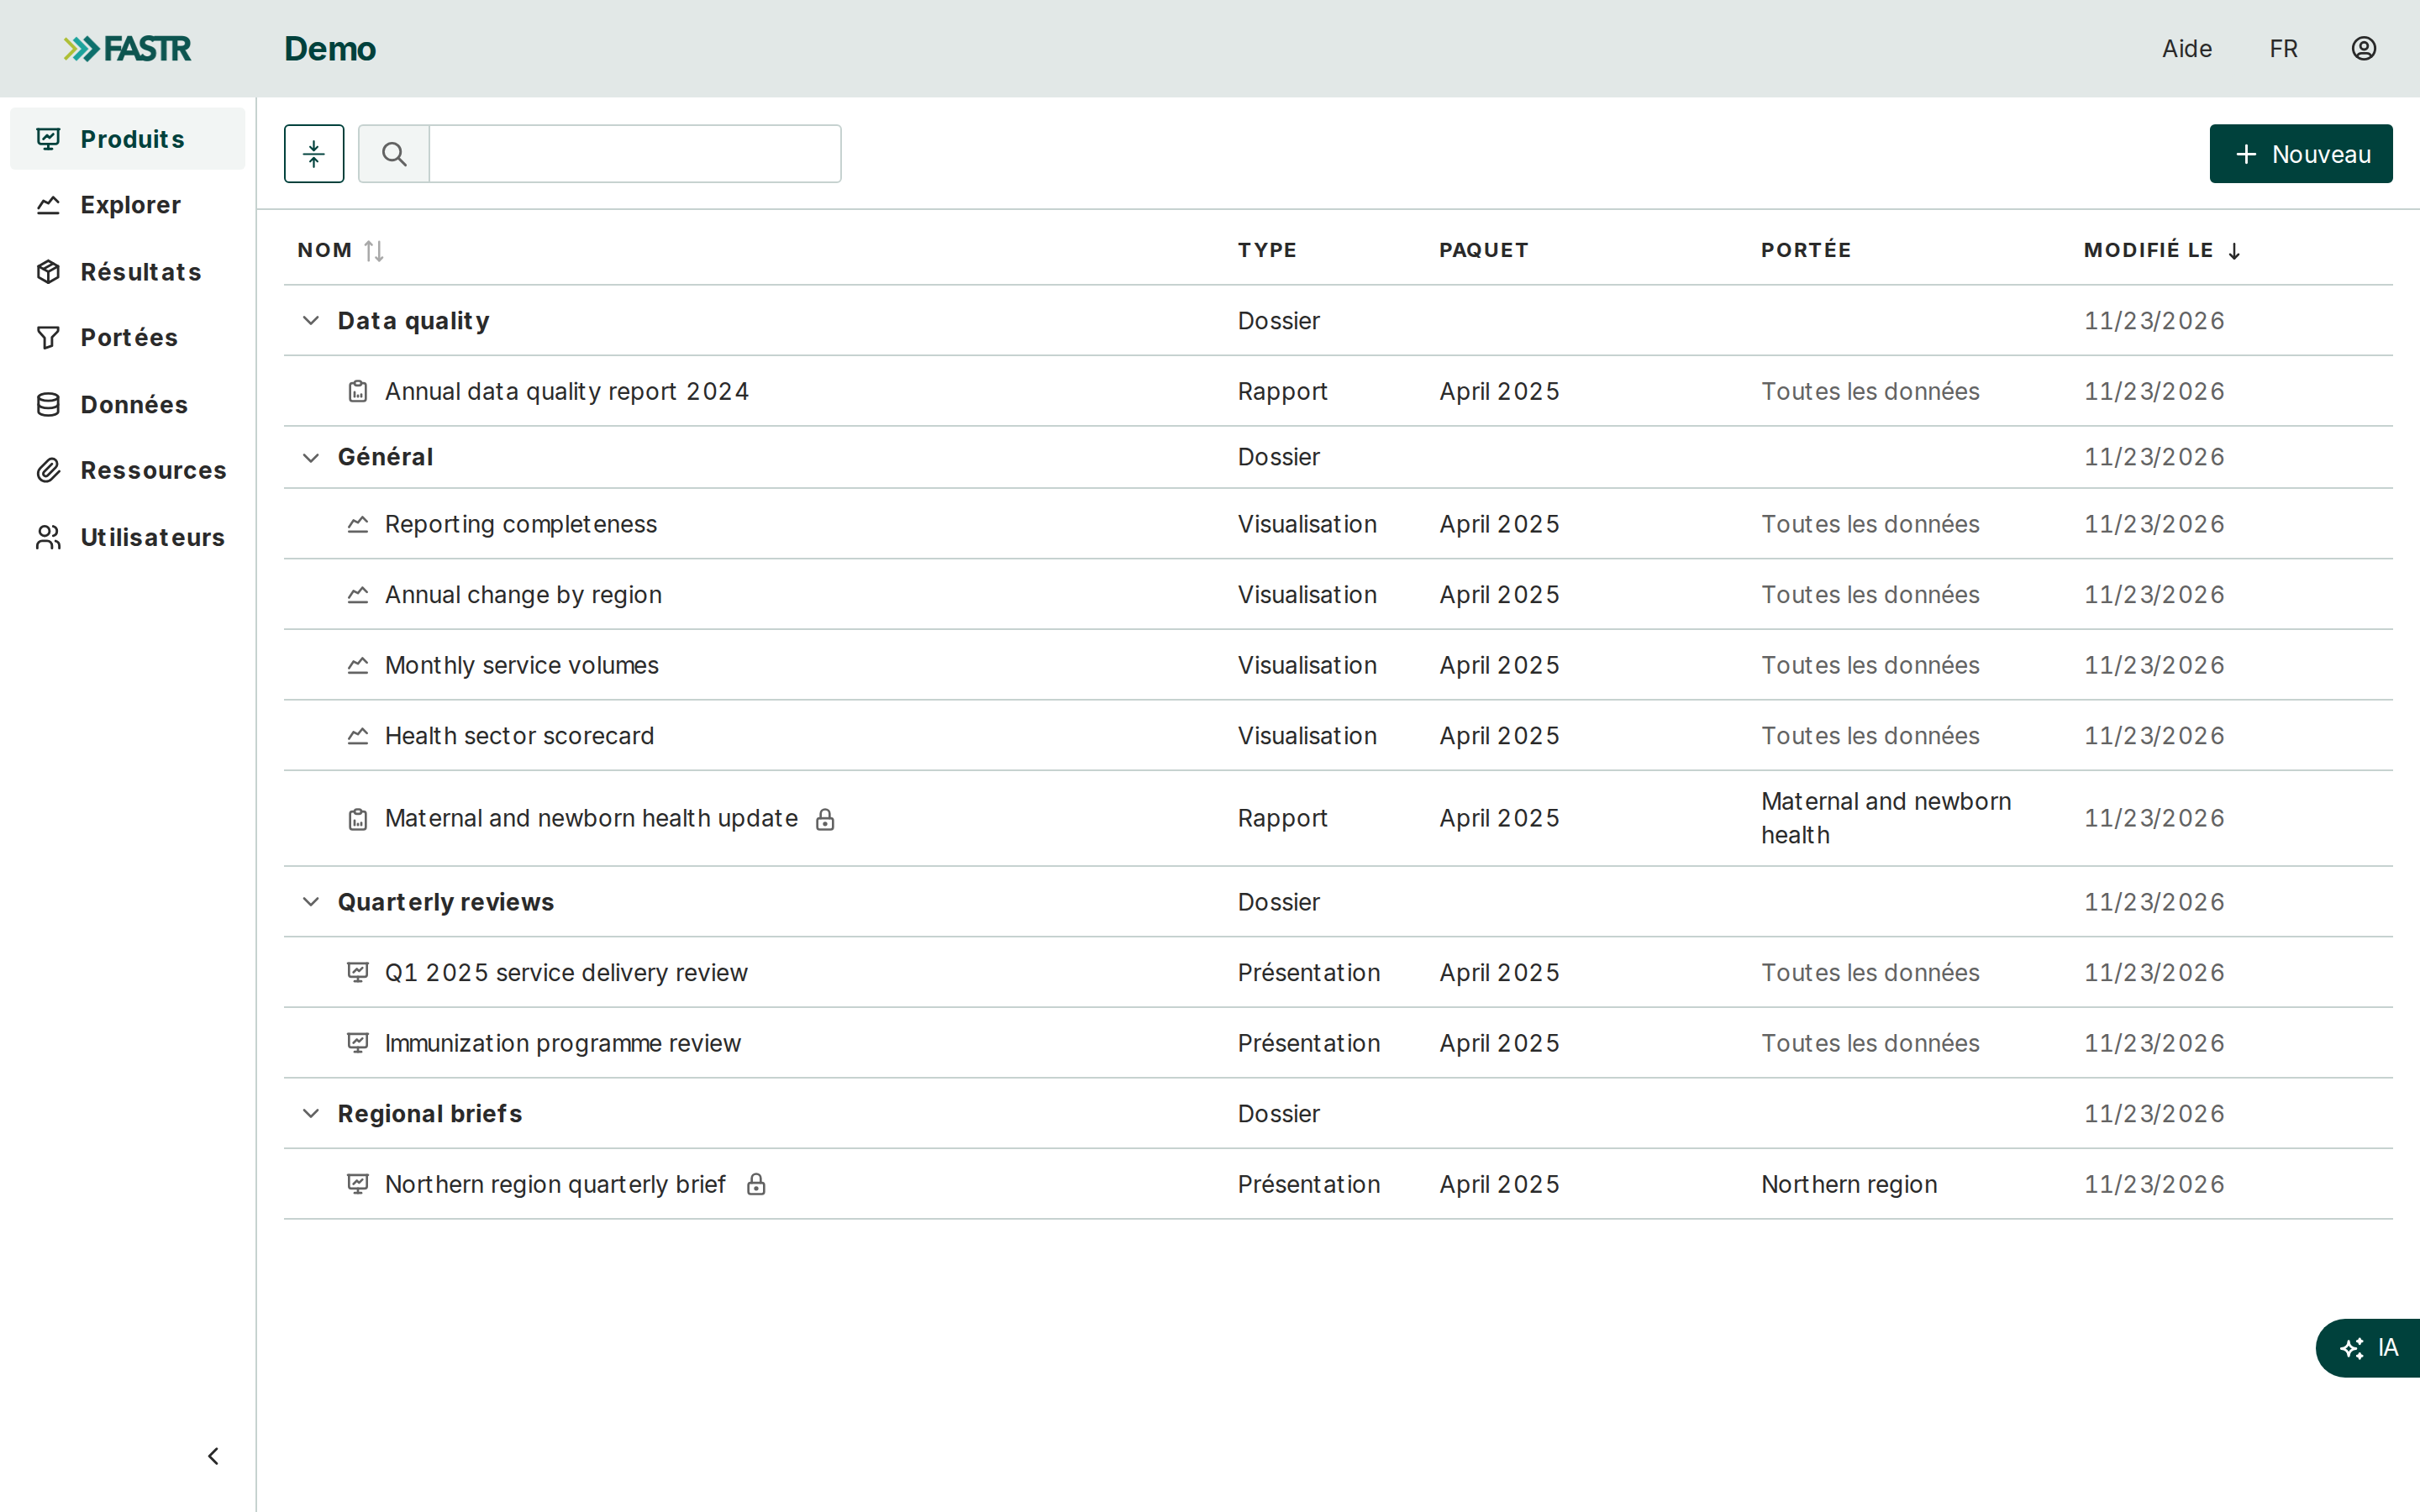 FASTR
Demo
Aide
FR
Produits
Explorer
Résultats
Portées
Données
Ressources
Utilisateurs
Nouveau
NOM TYPE PAQUET PORTÉE MODIFIÉ LE
Data quality Dossier 11/23/2026
Annual data quality report 2024 Rapport April 2025 Toutes les données 11/23/2026
Général Dossier 11/23/2026
Reporting completeness Visualisation April 2025 Toutes les données 11/23/2026
Annual change by region Visualisation April 2025 Toutes les données 11/23/2026
Monthly service volumes Visualisation April 2025 Toutes les données 11/23/2026
Health sector scorecard Visualisation April 2025 Toutes les données 11/23/2026
Maternal and newborn health update Rapport April 2025 Maternal and newborn 11/23/2026
health
Quarterly reviews Dossier 11/23/2026
Q1 2025 service delivery review Présentation April 2025 Toutes les données 11/23/2026
Immunization programme review Présentation April 2025 Toutes les données 11/23/2026
Regional briefs Dossier 11/23/2026
Northern region quarterly brief Présentation April 2025 Northern region 11/23/2026
IA